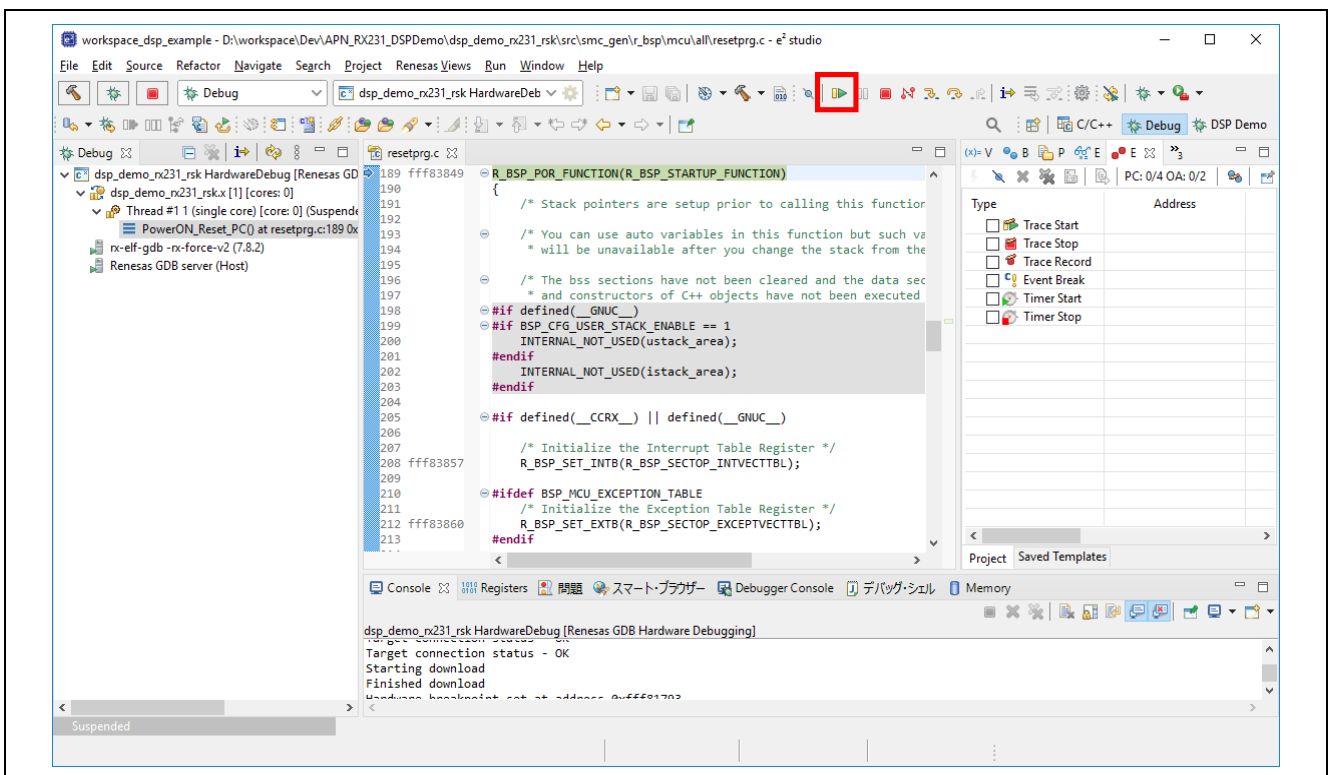 workspace_dsp_example - D:\workspace\Dev\APN_RX231_DSPDemo\dsp_demo_rx231_rsk\src\smc_gen\r_bsp\mcu\all\resetprg.c - e² studio
File Edit Source Refactor Navigate Search Project Renesas Views Run Window Help
Debug dsp_demo_rx231_rsk HardwareDeb
C/C++ Debug DSP Demo
Debug resetprg.c (x)= V B P E E »3
dsp_demo_rx231_rsk HardwareDebug [Renesas GD
dsp_demo_rx231_rsk.x [1] [cores: 0]
Thread #1 1 (single core) [core: 0] (Suspende
PowerON_Reset_PC() at resetprg.c:189 0x
rx-elf-gdb -rx-force-v2 (7.8.2)
Renesas GDB server (Host)
189 fff83849 R_BSP_POR_FUNCTION(R_BSP_STARTUP_FUNCTION)
190 {
191 /* Stack pointers are setup prior to calling this function
192
193 /* You can use auto variables in this function but such va
194 * will be unavailable after you change the stack from the
195
196 /* The bss sections have not been cleared and the data sec
197 * and constructors of C++ objects have not been executed
198 #if defined(__GNUC__)
199 #if BSP_CFG_USER_STACK_ENABLE == 1
200 INTERNAL_NOT_USED(ustack_area);
201 #endif
202 INTERNAL_NOT_USED(istack_area);
203 #endif
204
205 #if defined(__CCRX__) || defined(__GNUC__)
206
207 /* Initialize the Interrupt Table Register */
208 fff83857 R_BSP_SET_INTB(R_BSP_SECTOP_INTVECTTBL);
209
210 #ifdef BSP_MCU_EXCEPTION_TABLE
211 /* Initialize the Exception Table Register */
212 fff83860 R_BSP_SET_EXTB(R_BSP_SECTOP_EXCEPTVECTTBL);
213 #endif
PC: 0/4 OA: 0/2
Type Address
Trace Start
Trace Stop
Trace Record
Event Break
Timer Start
Timer Stop
Project Saved Templates
Console Registers 問題 スマート・ブラウザー Debugger Console デバッグ・シェル Memory
dsp_demo_rx231_rsk HardwareDebug [Renesas GDB Hardware Debugging]
Target connection status - OK
Target connection status - OK
Starting download
Finished download
Hardware breakpoint set at address 0xfff81793
Suspended